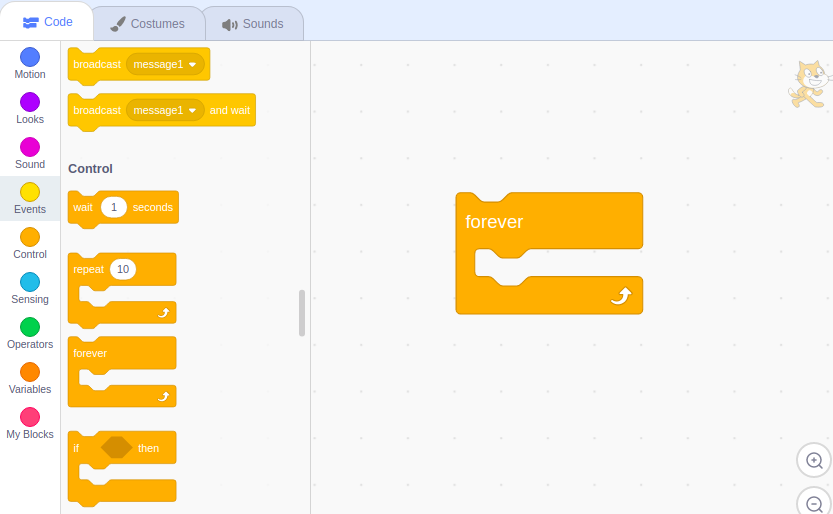 Code Costumes Sounds
Motion
Looks
Sound
Events
Control
Sensing
Operators
Variables
My Blocks
broadcast message1
broadcast message1 and wait
Control
wait 1 seconds
repeat 10
forever
if then
forever